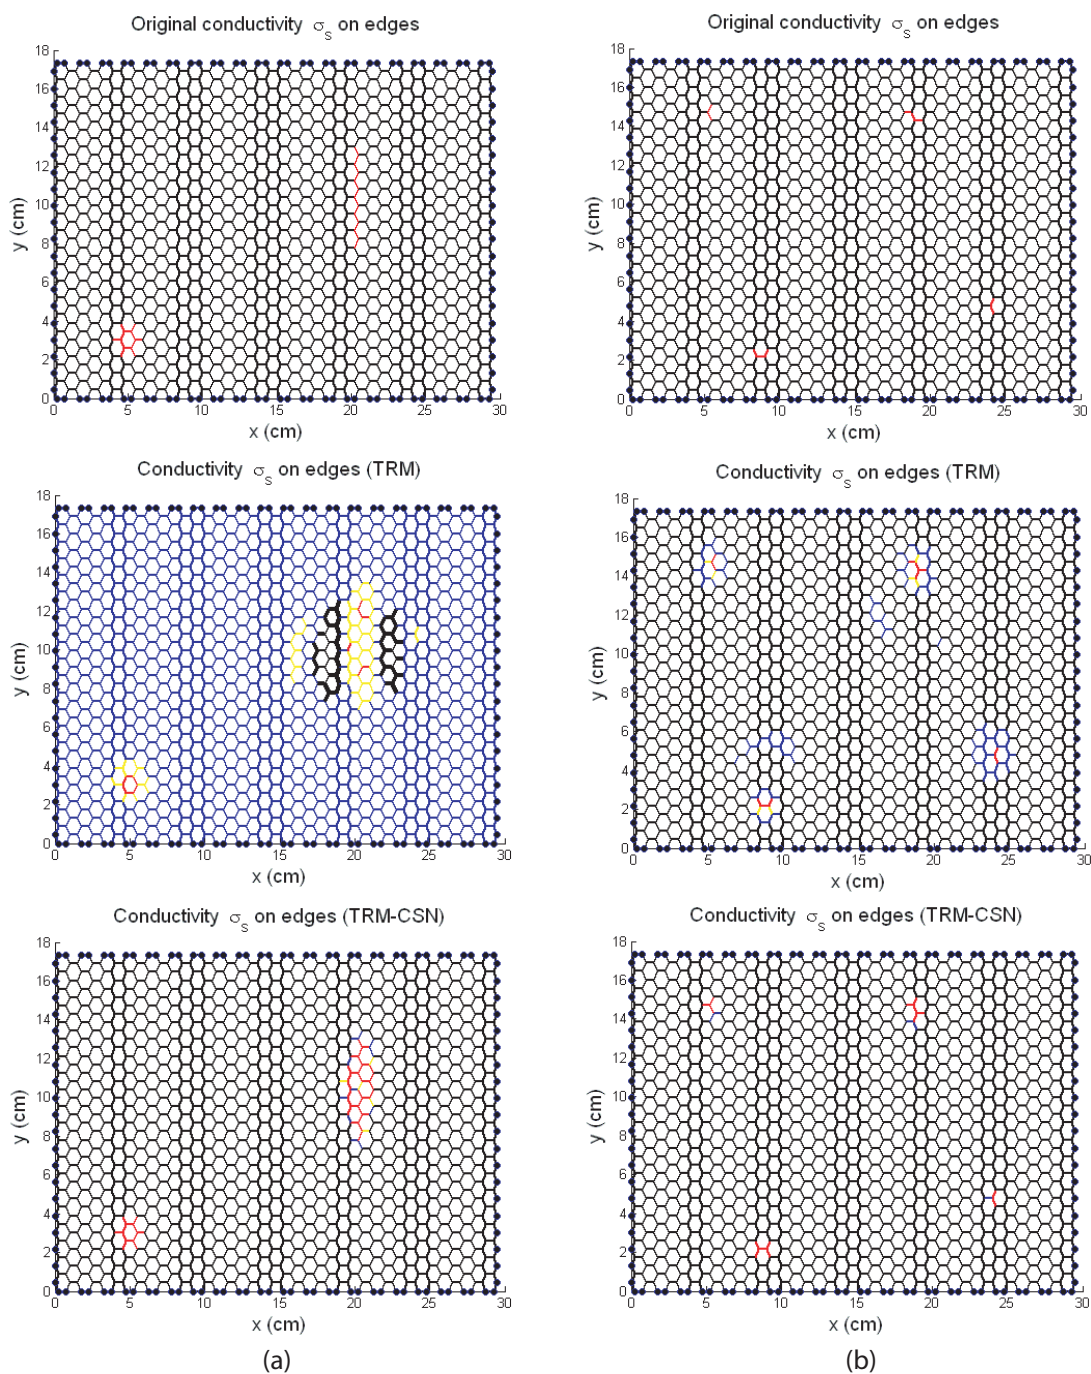 Original conductivity σs on edges
18
16
14
12
10
8
6
4
2
0
y (cm)
0 5 10 15 20 25 30
x (cm)
Original conductivity σs on edges
18
16
14
12
10
8
6
4
2
0
y (cm)
0 5 10 15 20 25 30
x (cm)
Conductivity σs on edges (TRM)
18
16
14
12
10
8
6
4
2
0
y (cm)
0 5 10 15 20 25 30
x (cm)
Conductivity σs on edges (TRM)
18
16
14
12
10
8
6
4
2
0
y (cm)
0 5 10 15 20 25 30
x (cm)
Conductivity σs on edges (TRM-CSN)
18
16
14
12
10
8
6
4
2
0
y (cm)
0 5 10 15 20 25 30
x (cm)
(a)
Conductivity σs on edges (TRM-CSN)
18
16
14
12
10
8
6
4
2
0
y (cm)
0 5 10 15 20 25 30
x (cm)
(b)